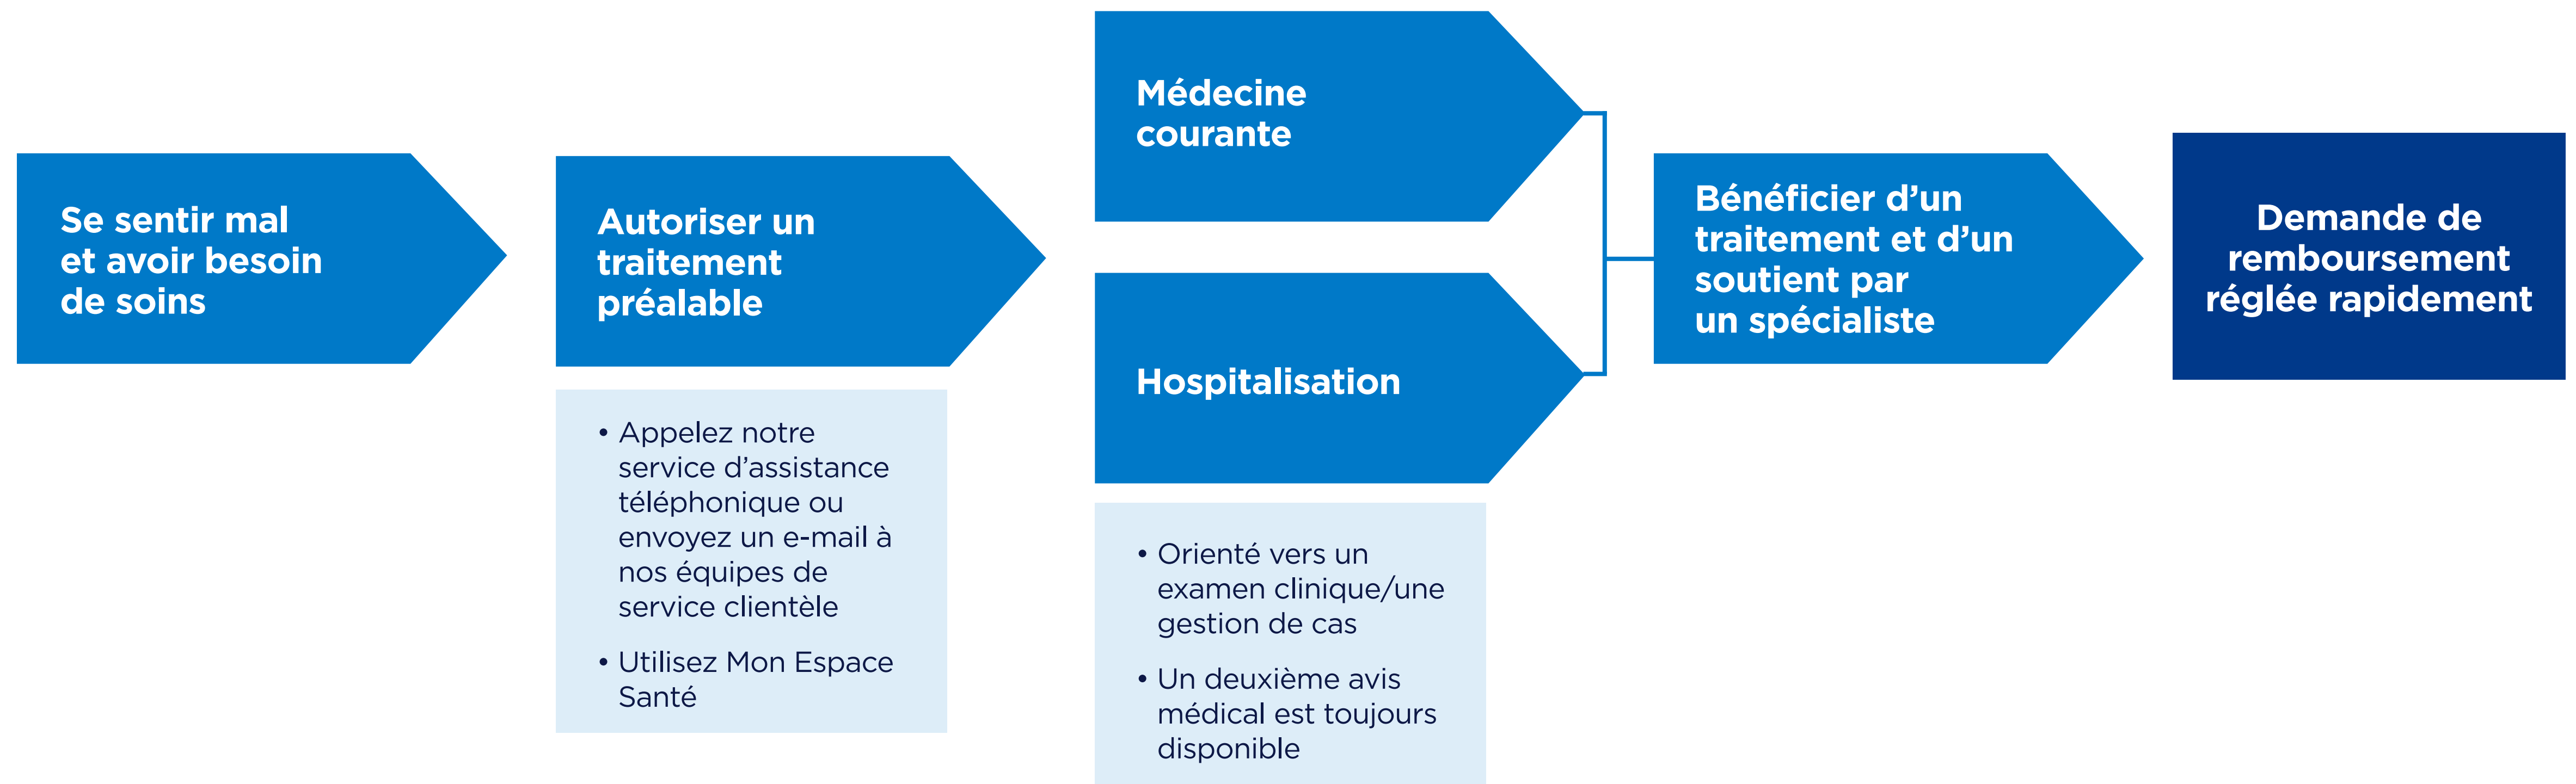 Se sentir mal
et avoir besoin
de soins
Autoriser un
traitement
préalable
• Appelez notre
service d’assistance
téléphonique ou
envoyez un e-mail à
nos équipes de
service clientèle
• Utilisez Mon Espace
Santé
Médecine
courante
Hospitalisation
• Orienté vers un
examen clinique/une
gestion de cas
• Un deuxième avis
médical est toujours
disponible
Bénéficier d’un
traitement et d’un
soutient par
un spécialiste
Demande de
remboursement
réglée rapidement